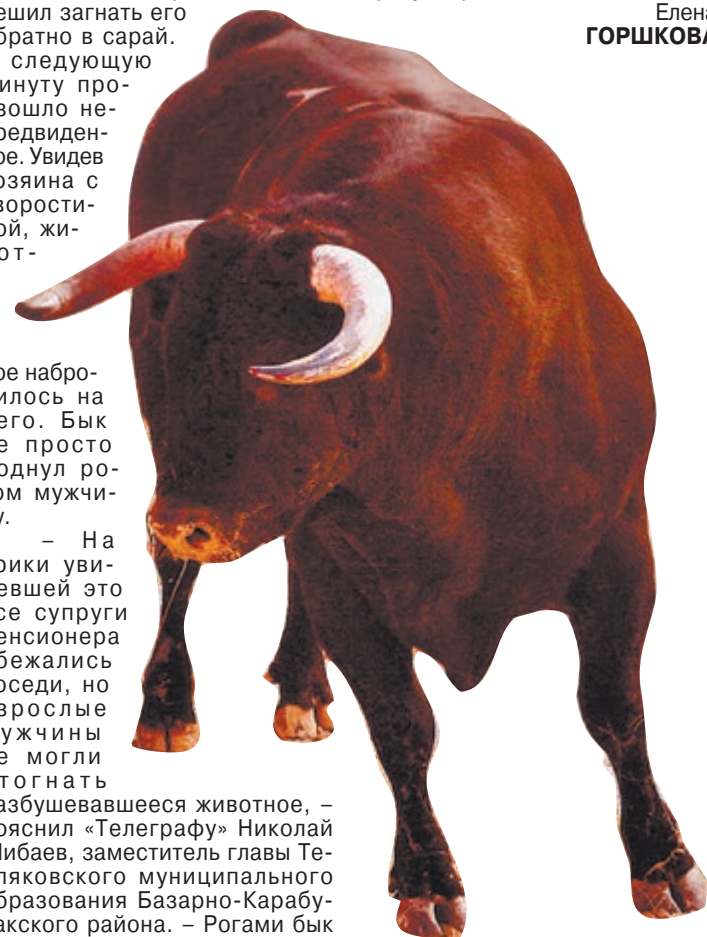 ешил загнать его
братно в сарай.
следующую
инуту про-
зошло не-
редвиден-
ое. Увидев
озяина с
ворости-
ой, жи-
от-
ое набро-
илось на
его. Бык
е просто
однул ро-
ом мужчи-
у.
– На
рики уви-
евшей это
се супруги
енсионера
бежались
оседи, но
зрослые
ужчины
е могли
тогнать
азбушевавшееся животное, –
ояснил «Телеграфу» Николай
ибаев, заместитель главы Те-
ляковского муниципального
бразования Базарно-Карабу-
акского района. – Рогами бык
Елена
ГОРШКОВА